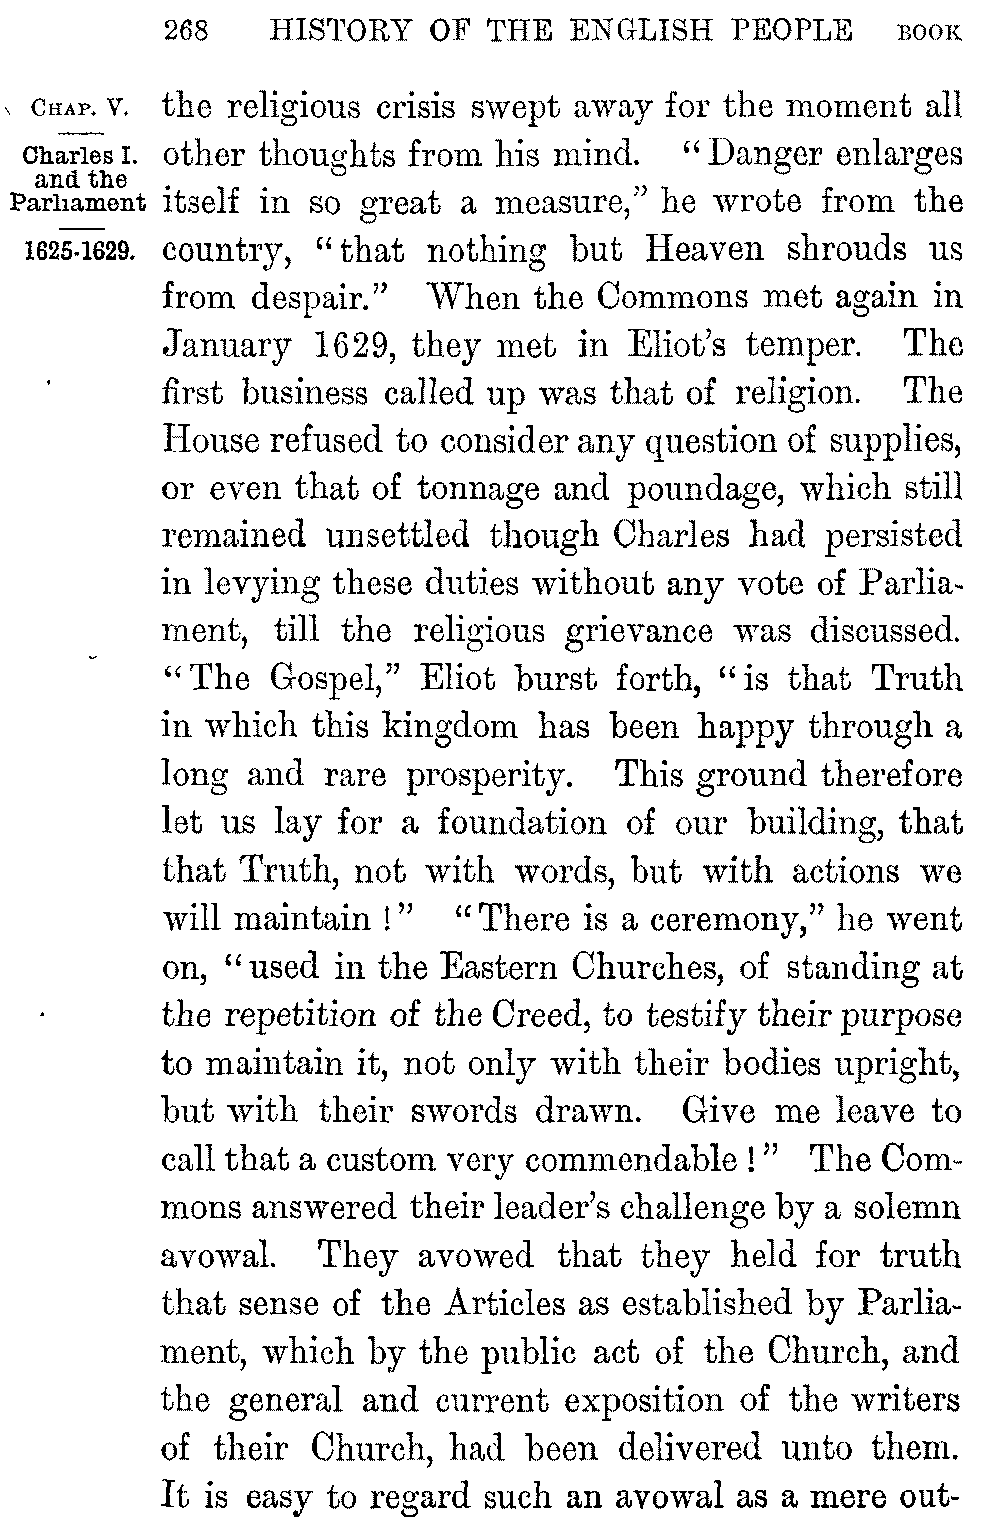 268 HISTORY OF THE ENGLISH PEOPLE BOOK
CHAP. V.
Charles I.
and the
Parliament
1625-1629.
the religious crisis swept away for the moment all
other thoughts from his mind. "Danger enlarges
itself in so great a measure," he wrote from the
country, "that nothing but Heaven shrouds us
from despair." When the Commons met again in
January 1629, they met in Eliot's temper. The
first business called up was that of religion. The
House refused to consider any question of supplies,
or even that of tonnage and poundage, which still
remained unsettled though Charles had persisted
in levying these duties without any vote of Parlia-
ment, till the religious grievance was discussed.
"The Gospel," Eliot burst forth, "is that Truth
in which this kingdom has been happy through a
long and rare prosperity. This ground therefore
let us lay for a foundation of our building, that
that Truth, not with words, but with actions we
will maintain!" "There is a ceremony," he went
on, "used in the Eastern Churches, of standing at
the repetition of the Creed, to testify their purpose
to maintain it, not only with their bodies upright,
but with their swords drawn. Give me leave to
call that a custom very commendable!" The Com-
mons answered their leader's challenge by a solemn
avowal. They avowed that they held for truth
that sense of the Articles as established by Parlia-
ment, which by the public act of the Church, and
the general and current exposition of the writers
of their Church, had been delivered unto them.
It is easy to regard such an avowal as a mere out-